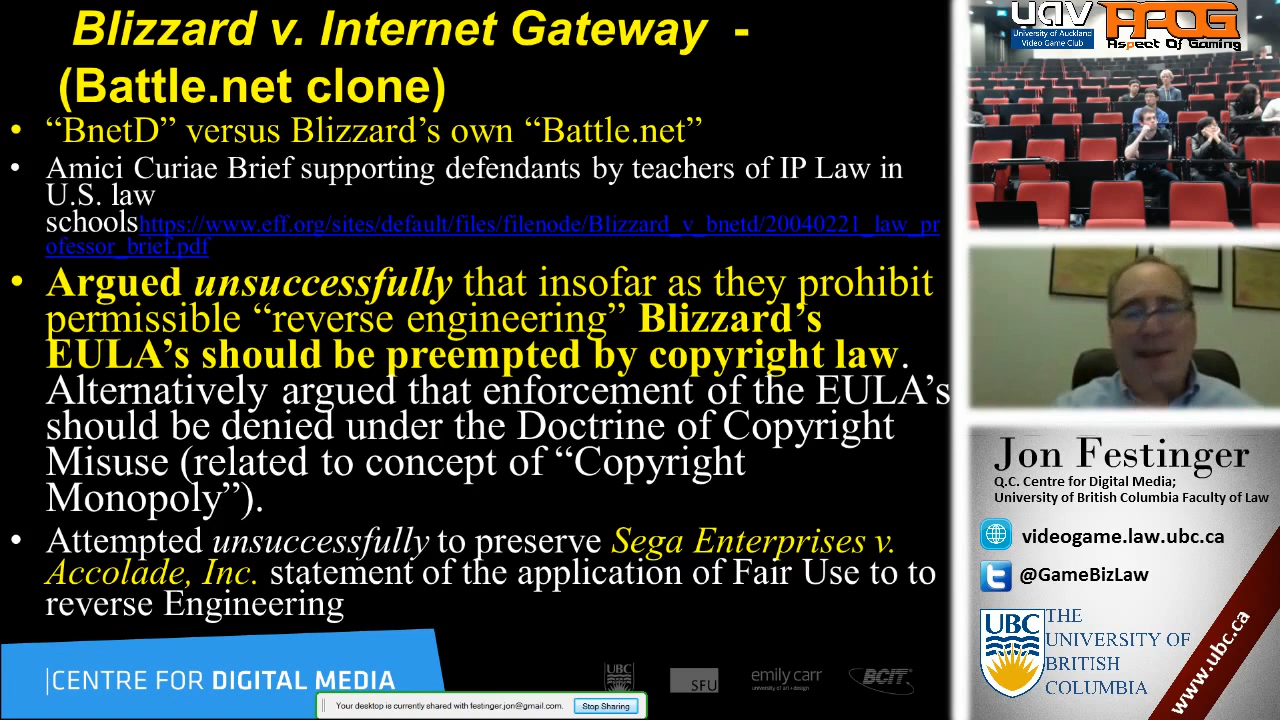 Blizzard v. Internet Gateway -
(Battle.net clone)
• “BnetD” versus Blizzard’s own “Battle.net”
• Amici Curiae Brief supporting defendants by teachers of IP Law in
U.S. law
schoolshttps://www.eff.org/sites/default/files/filenode/Blizzard_v_bnetd/20040221_law_pr
ofessor_brief.pdf
• Argued unsuccessfully that insofar as they prohibit
permissible “reverse engineering” Blizzard’s
EULA’s should be preempted by copyright law.
Alternatively argued that enforcement of the EULA’s
should be denied under the Doctrine of Copyright
Misuse (related to concept of “Copyright
Monopoly”).
• Attempted unsuccessfully to preserve Sega Enterprises v.
Accolade, Inc. statement of the application of Fair Use to to
reverse Engineering
|CENTRE FOR DIGITAL MEDIA
UBC
SFU
emily carr
university of art + design
BCIT
Your desktop is currently shared with festinger.jon@gmail.com.
Stop Sharing
UAV
University of Auckland
Video Game Club
AOG
Aspect Of Gaming
Jon Festinger
Q.C. Centre for Digital Media;
University of British Columbia Faculty of Law
videogame.law.ubc.ca
@GameBizLaw
UBC
THE
UNIVERSITY OF
BRITISH
COLUMBIA
www.ubc.ca